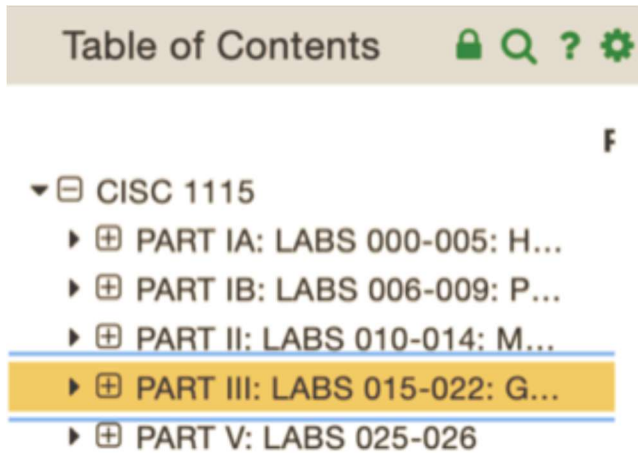 Table of Contents ?
CISC 1115
PART IA: LABS 000-005: H...
PART IB: LABS 006-009: P...
PART II: LABS 010-014: M...
PART III: LABS 015-022: G...
PART V: LABS 025-026